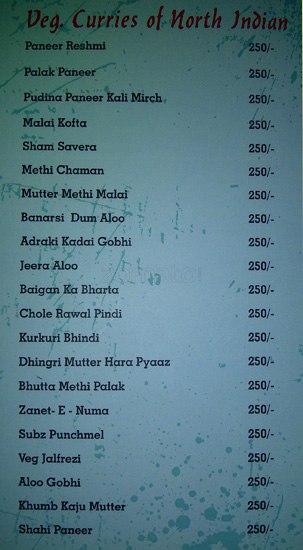 Veg. Curries of North Indian
Paneer Reshmi 250/-
Palak Paneer 250/-
Pudina Paneer Kali Mirch 250/-
Malai Kofta 250/-
Sham Savera 250/-
Methi Chaman 250/-
Mutter Methi Malai 250/-
Banarsi Dum Aloo 250/-
Adraki Kadai Gobhi 250/-
Jeera Aloo 250/-
Baigan Ka Bharta 250/-
Chole Rawal Pindi 250/-
Kurkuri Bhindi 250/-
Dhingri Mutter Hara Pyaaz 250/-
Bhutta Methi Palak 250/-
Zanet- E - Numa 250/-
Subz Punchmel 250/-
Veg Jalfrezi 250/-
Aloo Gobhi 250/-
Khumb Kaju Mutter 250/-
Shahi Paneer 250/-